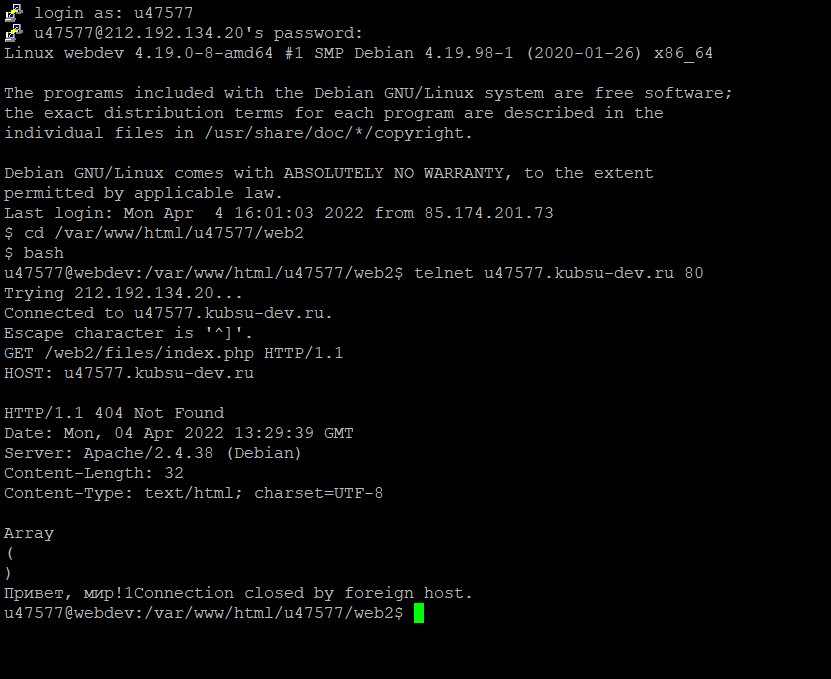 login as: u47577
u47577@212.192.134.20's password:
Linux webdev 4.19.0-8-amd64 #1 SMP Debian 4.19.98-1 (2020-01-26) x86_64
The programs included with the Debian GNU/Linux system are free software;
the exact distribution terms for each program are described in the
individual files in /usr/share/doc/*/copyright.
Debian GNU/Linux comes with ABSOLUTELY NO WARRANTY, to the extent
permitted by applicable law.
Last login: Mon Apr  4 16:01:03 2022 from 85.174.201.73
$ cd /var/www/html/u47577/web2
$ bash
u47577@webdev:/var/www/html/u47577/web2$ telnet u47577.kubsu-dev.ru 80
Trying 212.192.134.20...
Connected to u47577.kubsu-dev.ru.
Escape character is '^]'.
GET /web2/files/index.php HTTP/1.1
HOST: u47577.kubsu-dev.ru
HTTP/1.1 404 Not Found
Date: Mon, 04 Apr 2022 13:29:39 GMT
Server: Apache/2.4.38 (Debian)
Content-Length: 32
Content-Type: text/html; charset=UTF-8
Array
(
)
Привет, мир!1Connection closed by foreign host.
u47577@webdev:/var/www/html/u47577/web2$